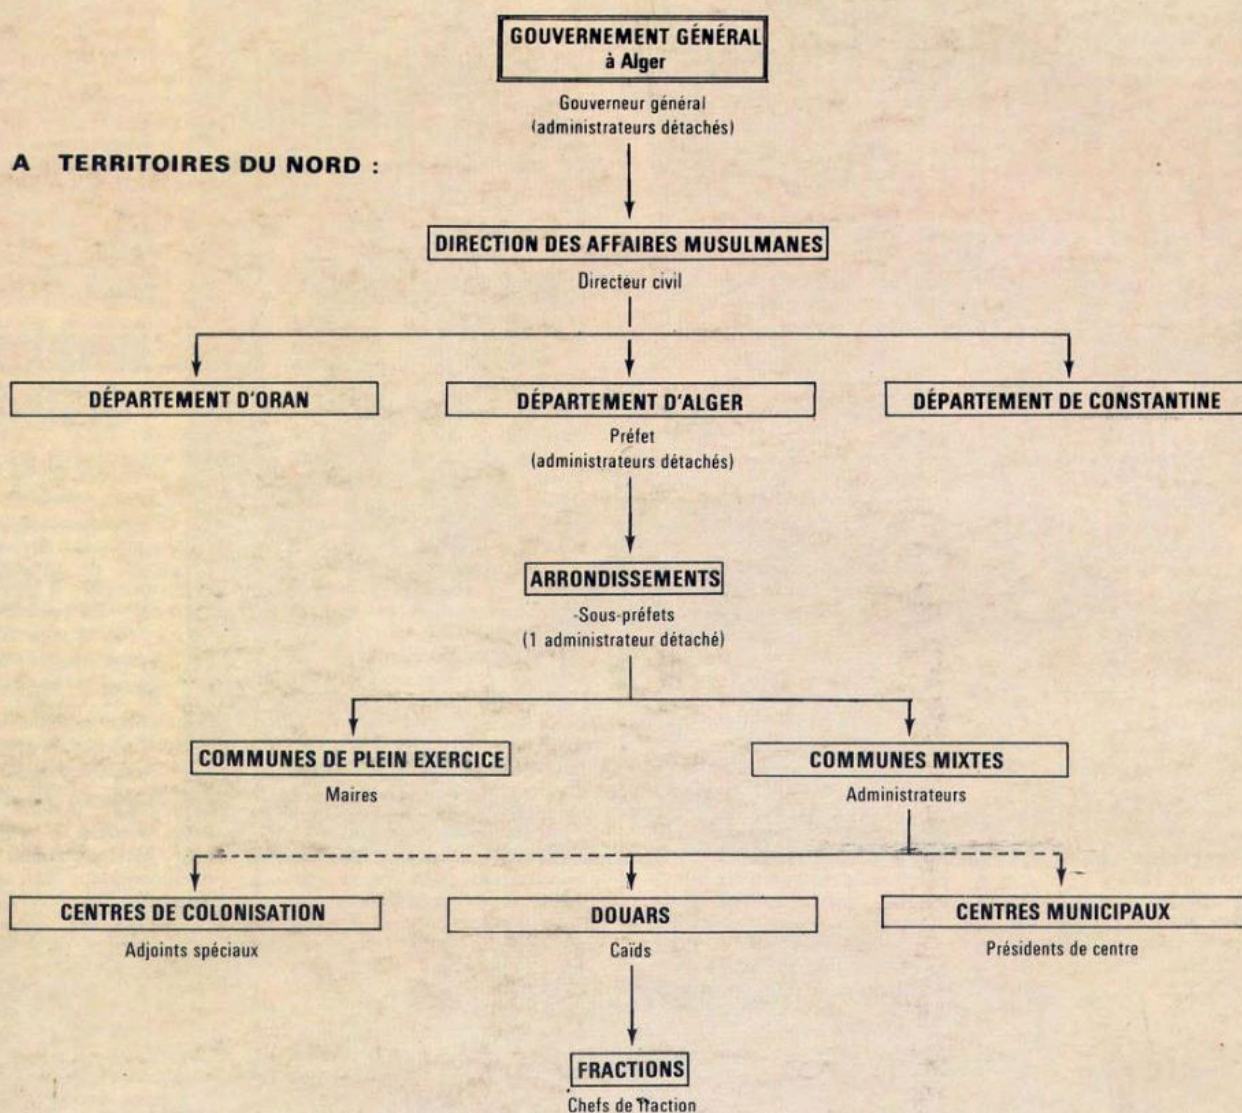 GOUVERNEMENT GÉNÉRAL
à Alger
Gouverneur général
(administrateurs détachés)
A TERRITOIRES DU NORD :
DIRECTION DES AFFAIRES MUSULMANES
Directeur civil
DÉPARTEMENT D'ORAN
DÉPARTEMENT D'ALGER
DÉPARTEMENT DE CONSTANTINE
Préfet
(administrateurs détachés)
ARRONDISSEMENTS
-Sous-préfets
(1 administrateur détaché)
COMMUNES DE PLEIN EXERCICE
COMMUNES MIXTES
Maires
Administrateurs
CENTRES DE COLONISATION
DOUARS
CENTRES MUNICIPAUX
Adjoints spéciaux
Caïds
Présidents de centre
FRACTIONS
Chefs de fraction